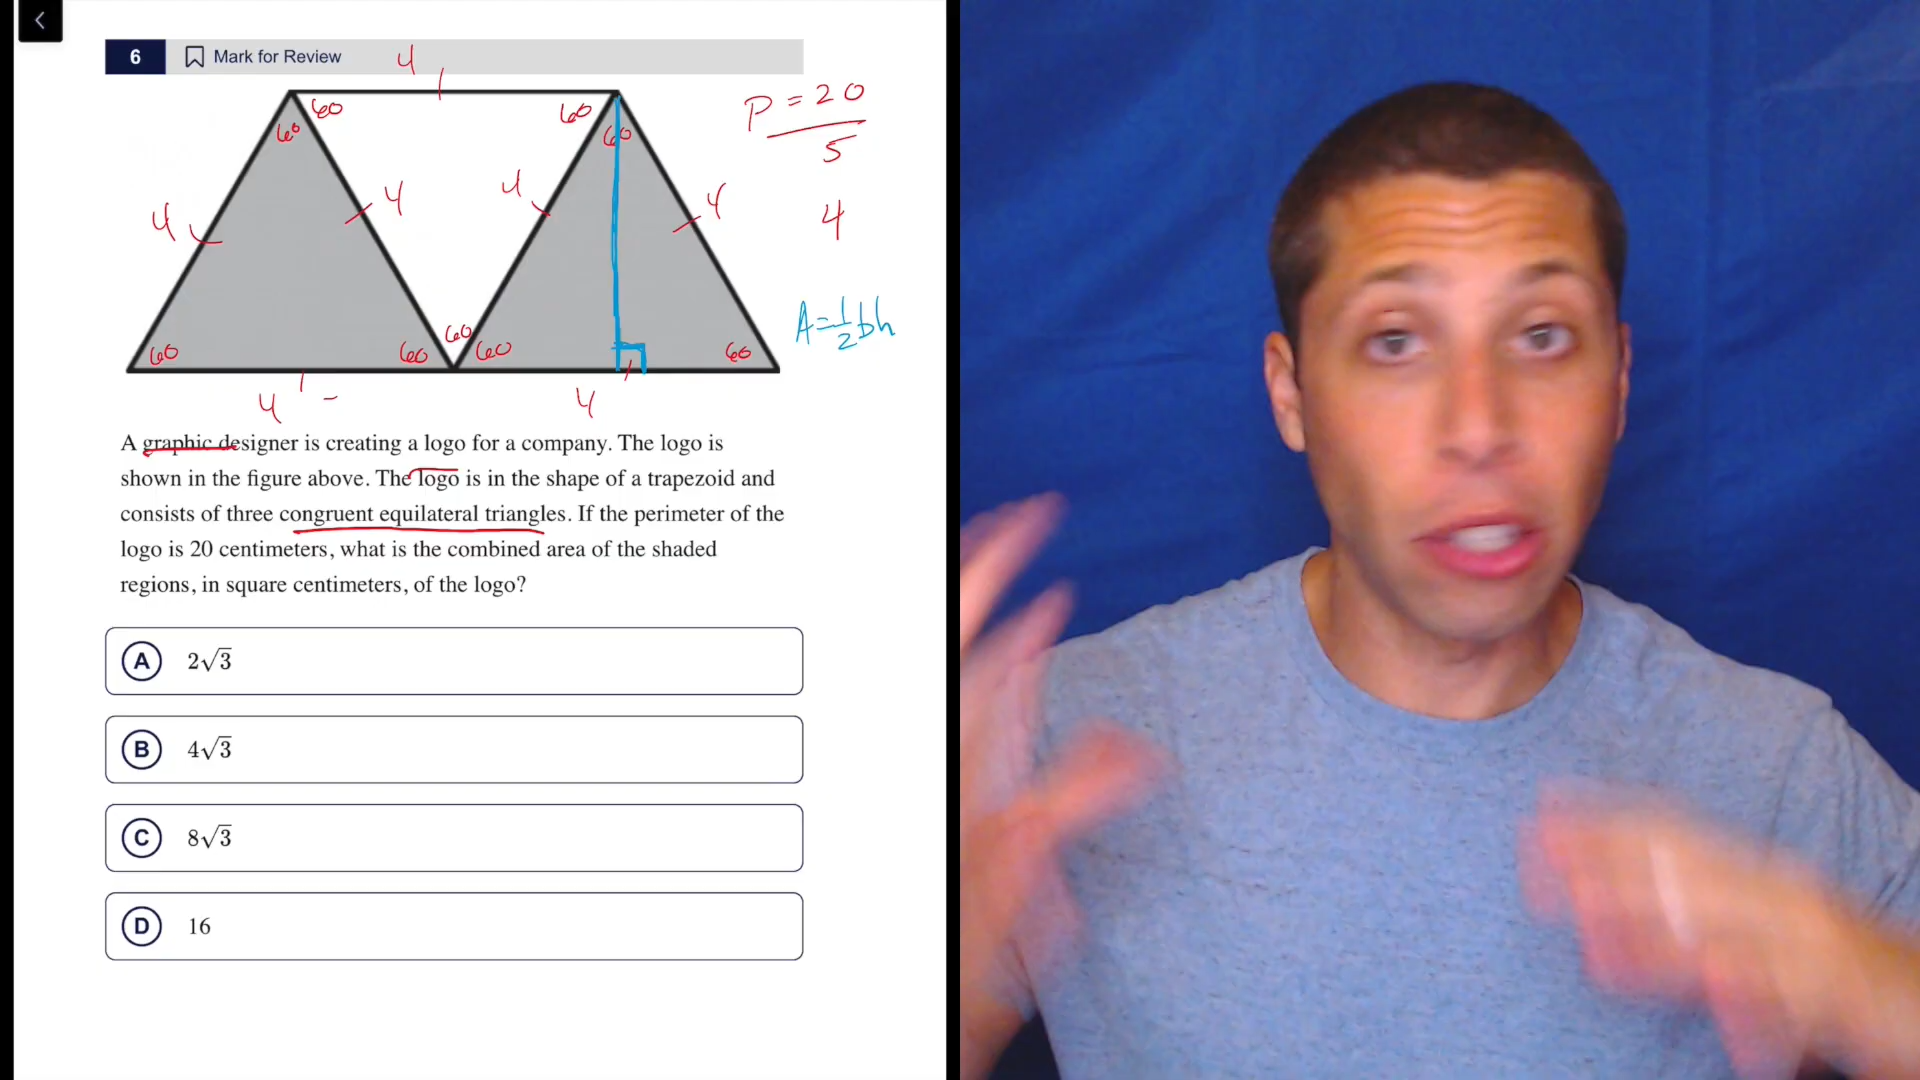 6 Mark for Review
4
P = 20
5
4
60 60 60 60
4 4 4 4
A = 1/2 bh
60 60 60 60 60
4 4
A graphic designer is creating a logo for a company. The logo is
shown in the figure above. The logo is in the shape of a trapezoid and
consists of three congruent equilateral triangles. If the perimeter of the
logo is 20 centimeters, what is the combined area of the shaded
regions, in square centimeters, of the logo?
A 2√3
B 4√3
C 8√3
D 16